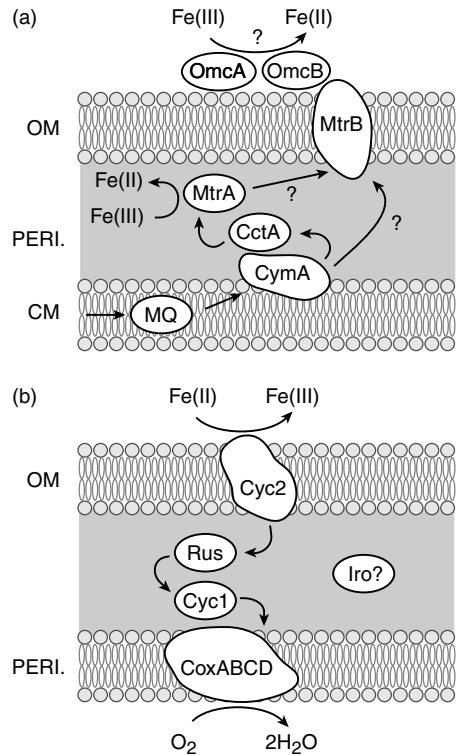 (a)
Fe(III) Fe(II)
?
OmcA OmcB
OM
MtrB
Fe(II)
MtrA
?
Fe(III)
CctA
?
PERI.
CymA
CM
MQ
(b)
Fe(II) Fe(III)
OM
Cyc2
Rus
Iro?
Cyc1
PERI.
CoxABCD
O₂ 2H₂O